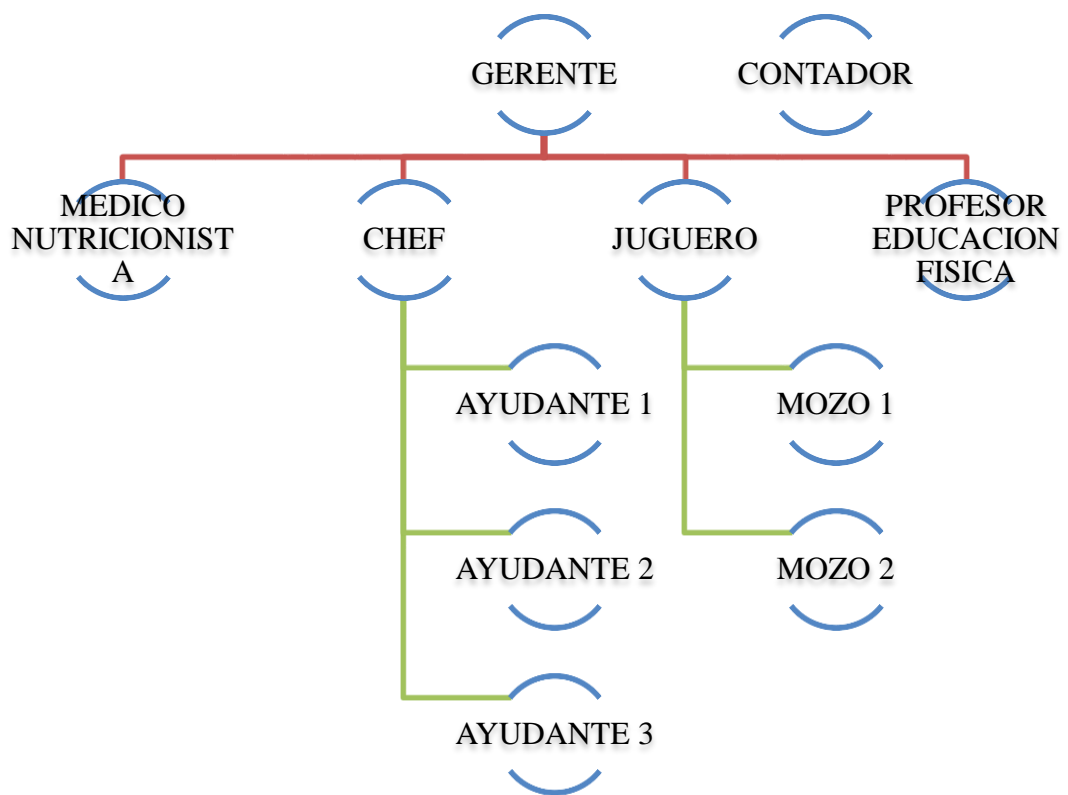 GERENTE
CONTADOR
MEDICO
NUTRICIONIST
A
CHEF
JUGUERO
PROFESOR
EDUCACION
FISICA
AYUDANTE 1
MOZO 1
AYUDANTE 2
MOZO 2
AYUDANTE 3